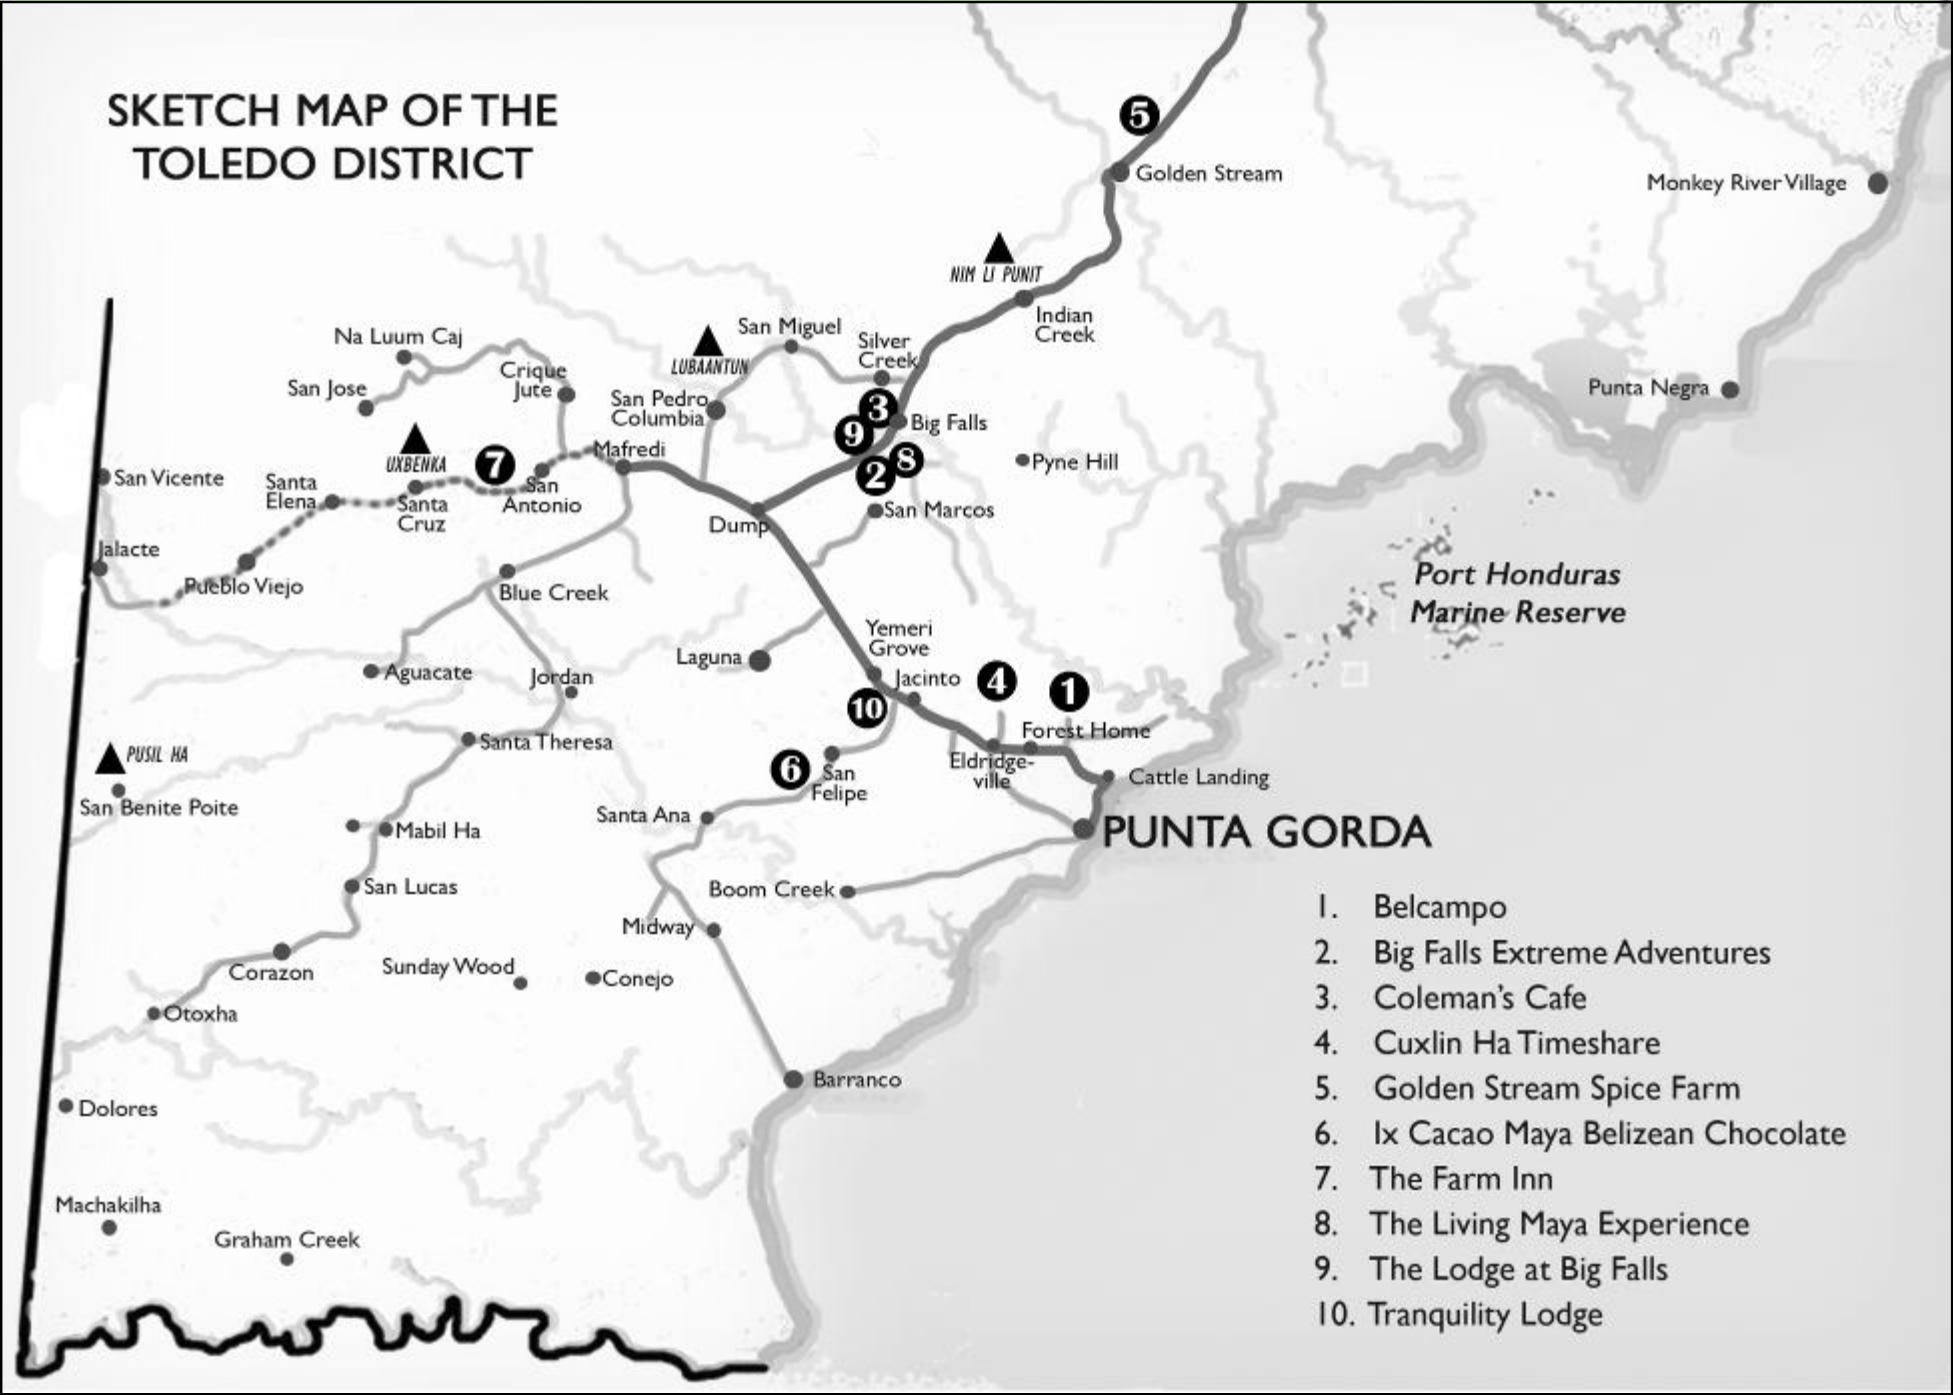 SKETCH MAP OF THE
TOLEDO DISTRICT
5
Golden Stream
Monkey River Village
NIM LI PUNIT
Indian
Creek
Na Luum Caj
San Jose
Crique
Jute
LUBAANTUN
San Miguel
Silver
Creek
San Pedro
Columbia
3
9
Big Falls
8
2
Punta Negra
Pyne Hill
UXBENKA
7
Mafredi
San Vicente
Santa
Elena
Santa
Cruz
San
Antonio
Dump
San Marcos
Jalacte
Pueblo Viejo
Blue Creek
Port Honduras
Marine Reserve
Yemeri
Grove
Laguna
Aguacate
Jordan
Jacinto
4
1
10
Forest Home
Santa Theresa
PUSIL HA
San Benite Poite
6
San
Felipe
Eldridge-
ville
Cattle Landing
Santa Ana
PUNTA GORDA
Mabil Ha
San Lucas
Boom Creek
Midway
Corazon
Sunday Wood
Conejo
Otoxha
Barranco
Dolores
Machakilha
Graham Creek
1. Belcampo
2. Big Falls Extreme Adventures
3. Coleman's Cafe
4. Cuxlin Ha Timeshare
5. Golden Stream Spice Farm
6. Ix Cacao Maya Belizean Chocolate
7. The Farm Inn
8. The Living Maya Experience
9. The Lodge at Big Falls
10. Tranquility Lodge